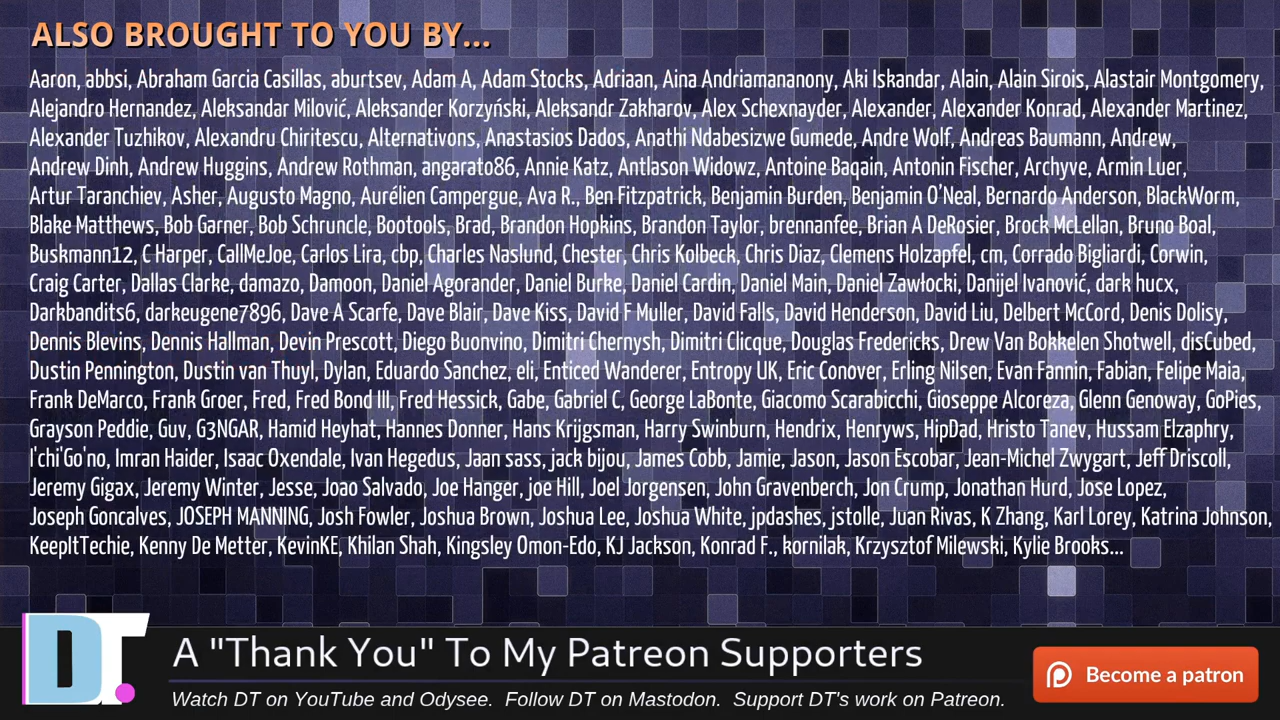 ALSO BROUGHT TO YOU BY...
Aaron, abbsi, Abraham Garcia Casillas, aburtsev, Adam A, Adam Stocks, Adriaan, Aina Andriamananony, Aki Iskandar, Alain, Alain Sirois, Alastair Montgomery,
Alejandro Hernandez, Aleksandar Milović, Aleksander Korzyński, Aleksandr Zakharov, Alex Schexnayder, Alexander, Alexander Konrad, Alexander Martinez,
Alexander Tuzhikov, Alexandru Chiritescu, Alternativons, Anastasios Dados, Anathi Ndabesizwe Gumede, Andre Wolf, Andreas Baumann, Andrew,
Andrew Dinh, Andrew Huggins, Andrew Rothman, angarato86, Annie Katz, Antlason Widowz, Antoine Baqain, Antonin Fischer, Archyve, Armin Luer,
Artur Taranchiev, Asher, Augusto Magno, Aurélien Campergue, Ava R., Ben Fitzpatrick, Benjamin Burden, Benjamin O'Neal, Bernardo Anderson, BlackWorm,
Blake Matthews, Bob Garner, Bob Schruncle, Bootools, Brad, Brandon Hopkins, Brandon Taylor, brennanfee, Brian A DeRosier, Brock McLellan, Bruno Boal,
Buskmann12, C Harper, CallMeJoe, Carlos Lira, cbp, Charles Naslund, Chester, Chris Kolbeck, Chris Diaz, Clemens Holzapfel, cm, Corrado Bigliardi, Corwin,
Craig Carter, Dallas Clarke, damazo, Damoon, Daniel Agorander, Daniel Burke, Daniel Cardin, Daniel Main, Daniel Zawłocki, Danijel Ivanović, dark hucx,
Darkbandits6, darkeugene7896, Dave A Scarfe, Dave Blair, Dave Kiss, David F Muller, David Falls, David Henderson, David Liu, Delbert McCord, Denis Dolisy,
Dennis Blevins, Dennis Hallman, Devin Prescott, Diego Buonvino, Dimitri Chernysh, Dimitri Clicque, Douglas Fredericks, Drew Van Bokkelen Shotwell, disCubed,
Dustin Pennington, Dustin van Thuyl, Dylan, Eduardo Sanchez, eli, Enticed Wanderer, Entropy UK, Eric Conover, Erling Nilsen, Evan Fannin, Fabian, Felipe Maia,
Frank DeMarco, Frank Groer, Fred, Fred Bond III, Fred Hessick, Gabe, Gabriel C, George LaBonte, Giacomo Scarabicchi, Gioseppe Alcoreza, Glenn Genoway, GoPies,
Grayson Peddie, Guv, G3NGAR, Hamid Heyhat, Hannes Donner, Hans Krijgsman, Harry Swinburn, Hendrix, Henryws, HipDad, Hristo Tanev, Hussam Elzaphry,
I'chi'Go'no, Imran Haider, Isaac Oxendale, Ivan Hegedus, Jaan sass, jack bijou, James Cobb, Jamie, Jason, Jason Escobar, Jean-Michel Zwygart, Jeff Driscoll,
Jeremy Gigax, Jeremy Winter, Jesse, Joao Salvado, Joe Hanger, joe Hill, Joel Jorgensen, John Gravenberch, Jon Crump, Jonathan Hurd, Jose Lopez,
Joseph Goncalves, JOSEPH MANNING, Josh Fowler, Joshua Brown, Joshua Lee, Joshua White, jpdashes, jstolle, Juan Rivas, K Zhang, Karl Lorey, Katrina Johnson,
KeepItTechie, Kenny De Metter, KevinKE, Khilan Shah, Kingsley Omon-Edo, KJ Jackson, Konrad F., kornilak, Krzysztof Milewski, Kylie Brooks...
DT.
A "Thank You" To My Patreon Supporters
Become a patron
Watch DT on YouTube and Odysee. Follow DT on Mastodon. Support DT's work on Patreon.